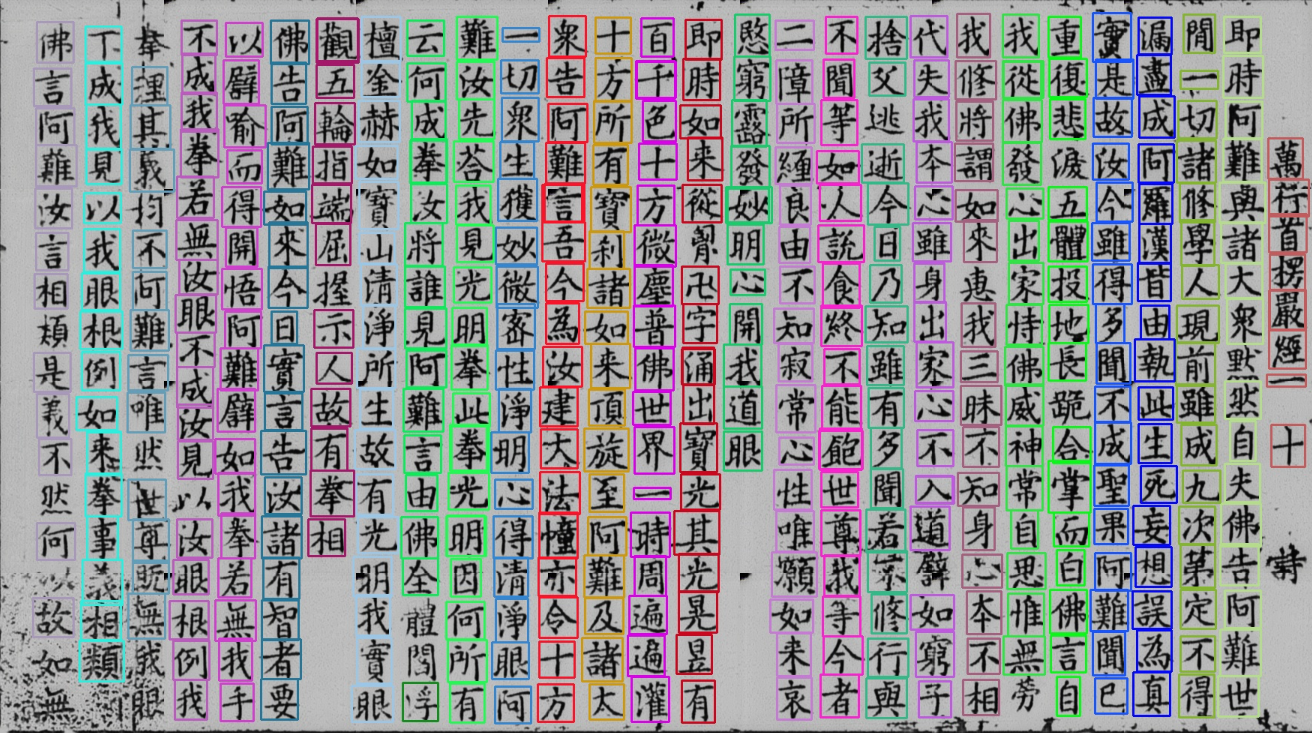 萬行首楞嚴經一 十
即時阿難與諸大衆默然自失佛告阿難世
閒一切諸修學人現前雖成九次第定不得
漏盡成阿羅漢皆由執此生死妄想誤為真
實是故汝今雖得多聞不成聖果阿難聞已
重復悲淚五體投地長跪合掌而白佛言自
我從佛發心出家恃佛威神常自思惟無勞
我修將謂如來惠我三昧不知身心本不相
代失我本心雖身出家心不入道譬如窮子
捨父逃逝今日乃知雖有多聞若不修行與
不聞等如人說食終不能飽世尊我等今者
二障所纏良由不知寂常心性唯願如來哀
愍窮露發妙明心開我道眼
即時如來從胷卍字涌出寶光其光晃昱有
百千色十方微塵普佛世界一時周遍遍灌
十方所有寶利諸如来頂旋至阿難及諸太
衆告阿難言吾今為汝建大法幢亦令十方
一切衆生獲妙微密性淨明心得清淨眼阿
難汝先荅我見光明拳此拳光明因何所有
云何成拳汝將誰見阿難言由佛全體閻浮
檀金赫如寶山清淨所生故有光明我實眼
觀五輪指端屈握示人故有拳相
佛告阿難如來今日實言告汝諸有智者要
以譬喻而得開悟阿難譬如我拳若無我手
不成我拳若無汝眼不成汝見以汝眼根例我
拳理其義均不阿難言唯然世尊既無我眼
不成我見以我眼根例如来拳事義相類
佛言阿難汝言相類是義不然何以故如無